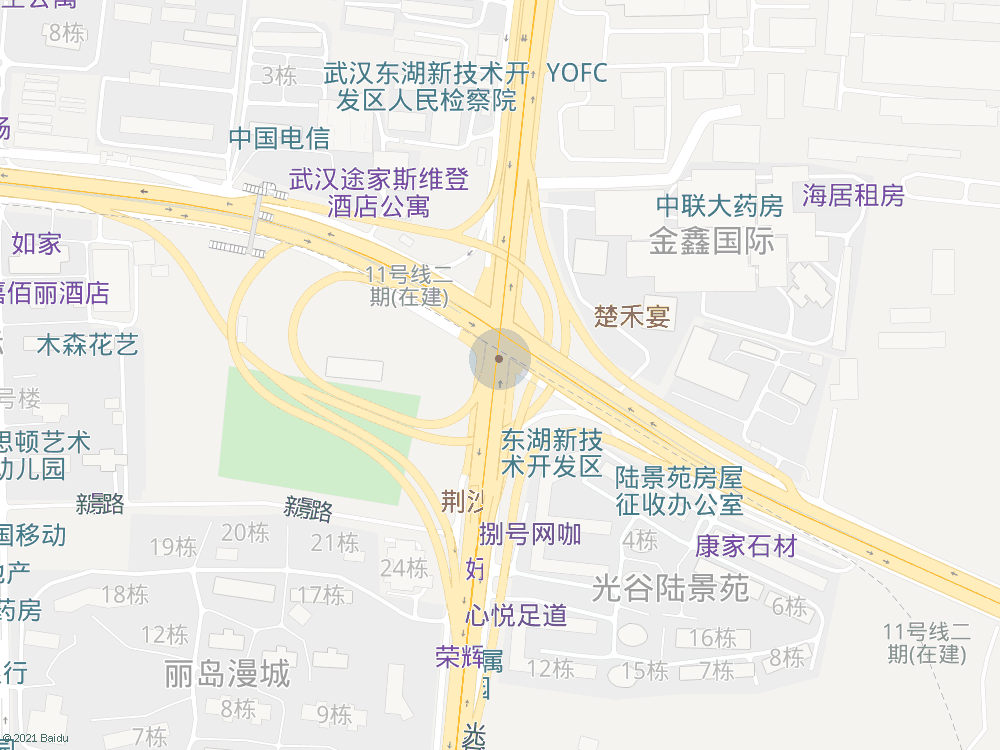 8栋
3栋
武汉东湖新技术开
发区人民检察院
YOFC
中国电信
武汉途家斯维登
酒店公寓
中联大药房
海居租房
金鑫国际
如家
11号线二
期(在建)
佰丽酒店
楚禾宴
木森花艺
号楼
思顿艺术
幼儿园
东湖新技
术开发区
陆景苑房屋
征收办公室
荆沙
捌号网咖
康家石材
20栋
21栋
19栋
4栋
国移动
24栋
好
地产
光谷陆景苑
18栋
17栋
药房
6栋
心悦足道
12栋
16栋
11号线二
期(在建)
荣辉
属
丽岛漫城
12栋
15栋
7栋
8栋
行
8栋
9栋
7栋
© 2021 Baidu